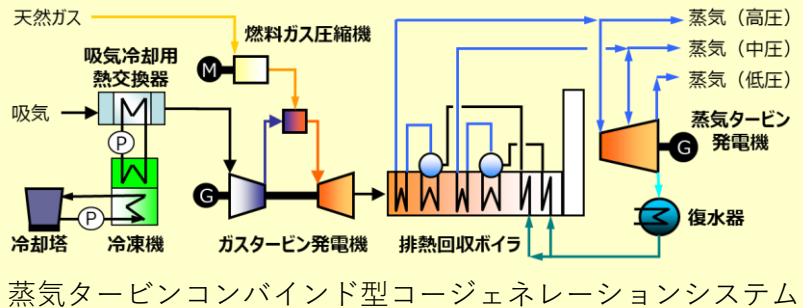 天然ガス
燃料ガス圧縮機
蒸気（高圧）
蒸気（中圧）
蒸気（低圧）
吸気冷却用
熱交換器
M
吸気
蒸気タービン
発電機
P
G
G
P
復水器
冷却塔
冷凍機
ガスタービン発電機
排熱回収ボイラ
蒸気タービンコンバインド型コージェネレーションシステム